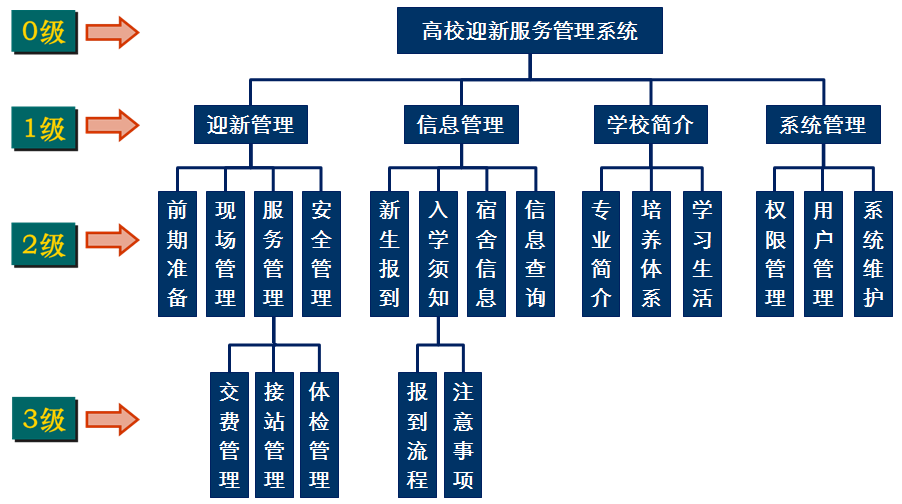 0级
高校迎新服务管理系统
1级
迎新管理
信息管理
学校简介
系统管理
2级
前期准备
现场管理
服务管理
安全管理
新生报到
入学须知
宿舍信息
信息查询
专业简介
培养体系
学习生活
权限管理
用户管理
系统维护
3级
交费管理
接站管理
体检管理
报到流程
注意事项